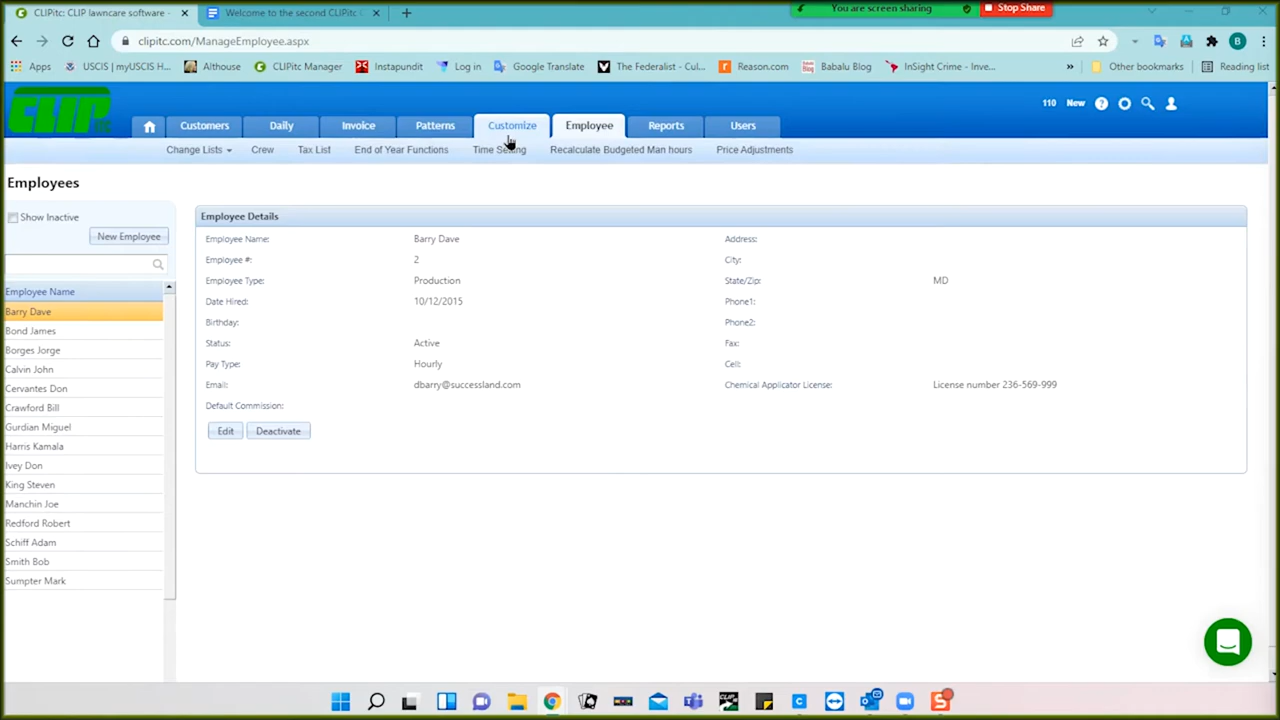 CLIPitc: CLIP lawncare software -
Welcome to the second CLIPitc (
You are screen sharing
Stop Share
clipitc.com/ManageEmployee.aspx
B
Apps
USCIS | myUSCIS H...
Althouse
CLIPitc Manager
Instapundit
Log in
Google Translate
The Federalist - Cul...
Reason.com
Babalu Blog
InSight Crime - Inve...
»
Other bookmarks
Reading list
CLIP
110 New
Customers Daily Invoice Patterns Customize Employee Reports Users
Change Lists Crew Tax List End of Year Functions Time Setting Recalculate Budgeted Man hours Price Adjustments
Employees
Show Inactive
New Employee
Employee Name
Barry Dave
Bond James
Borges Jorge
Calvin John
Cervantes Don
Crawford Bill
Gurdian Miguel
Harris Kamala
Ivey Don
King Steven
Manchin Joe
Redford Robert
Schiff Adam
Smith Bob
Sumpter Mark
Employee Details
Employee Name: Barry Dave Address:
Employee #: 2 City:
Employee Type: Production State/Zip: MD
Date Hired: 10/12/2015 Phone1:
Birthday: Phone2:
Status: Active Fax:
Pay Type: Hourly Cell:
Email: dbarry@successland.com Chemical Applicator License: License number 236-569-999
Default Commission:
Edit Deactivate